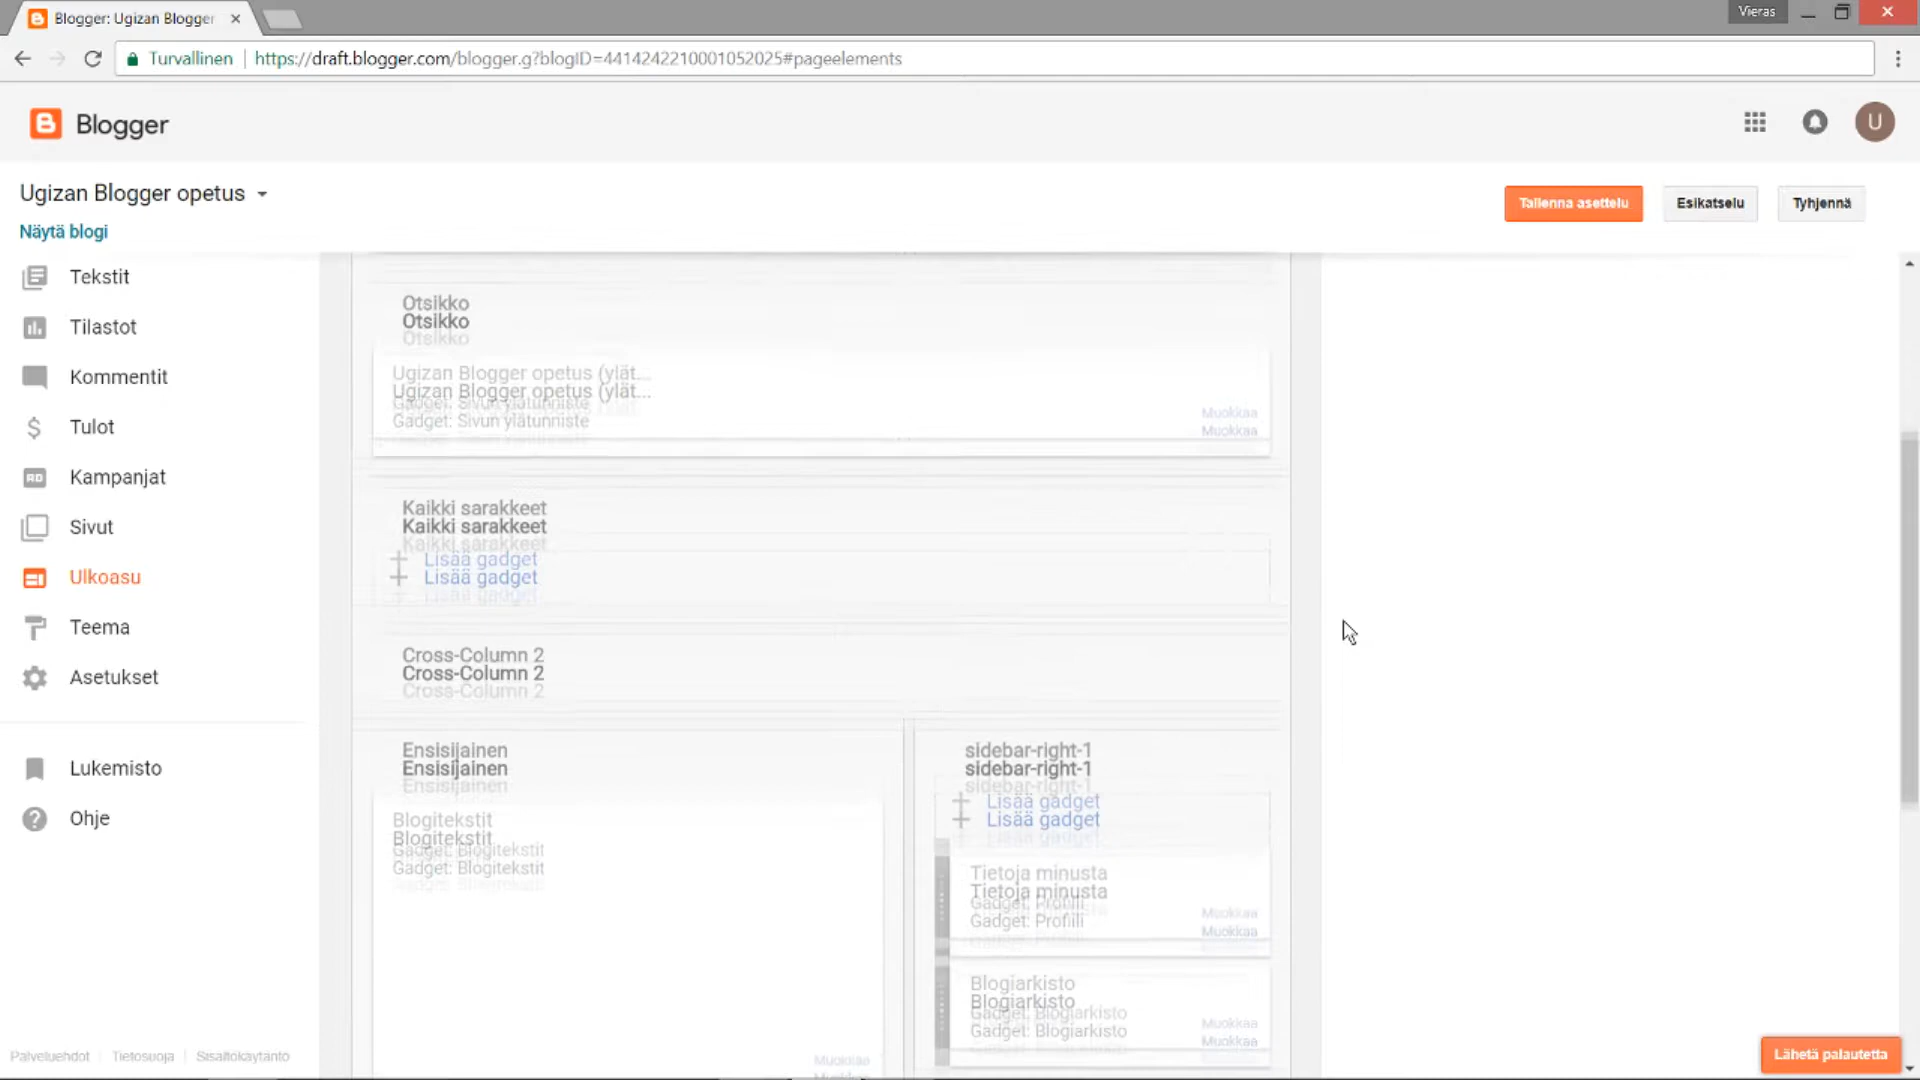 Blogger: Ugizan Blogger
Vieras
Turvallinen
https://draft.blogger.com/blogger.g?blogID=4414242210001052025#pageelements
Blogger
U
Ugizan Blogger opetus
Näytä blogi
Tallenna asettelu
Esikatselu
Tyhjennä
Tekstit
Tilastot
Kommentit
Tulot
Kampanjat
Sivut
Ulkoasu
Teema
Asetukset
Lukemisto
Ohje
Palveluehdot
Tietosuoja
Sisältökäytäntö
Otsikko
Ugizan Blogger opetus (ylät...
Gadget: Sivun ylätunniste
Muokkaa
Kaikki sarakkeet
Lisää gadget
Cross-Column 2
Ensisijainen
Blogitekstit
Gadget: Blogitekstit
Muokkaa
sidebar-right-1
Lisää gadget
Tietoja minusta
Gadget: Profiili
Muokkaa
Blogiarkisto
Gadget: Blogiarkisto
Muokkaa
Lähetä palautetta